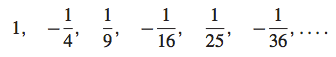 1, −1/4, 1/9, −1/16, 1/25, −1/36, . . . .